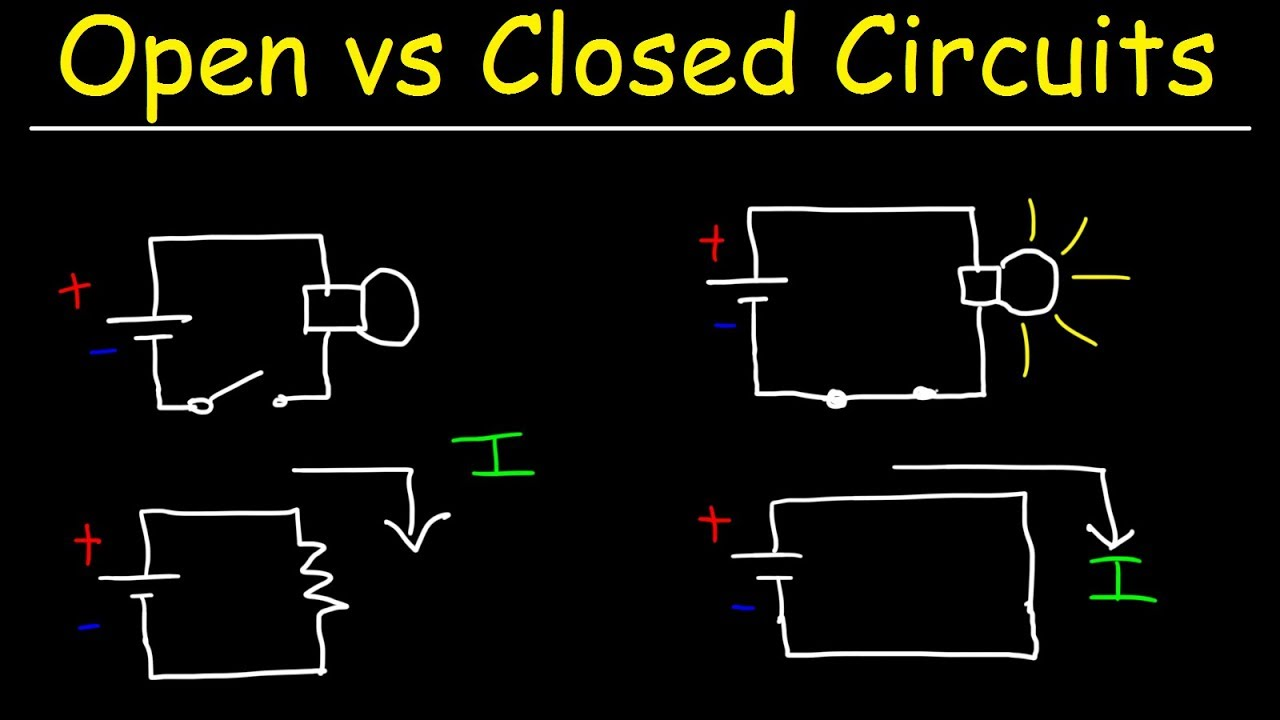 Open vs Closed Circuits
+ +
- -
I
+ +
- -
I